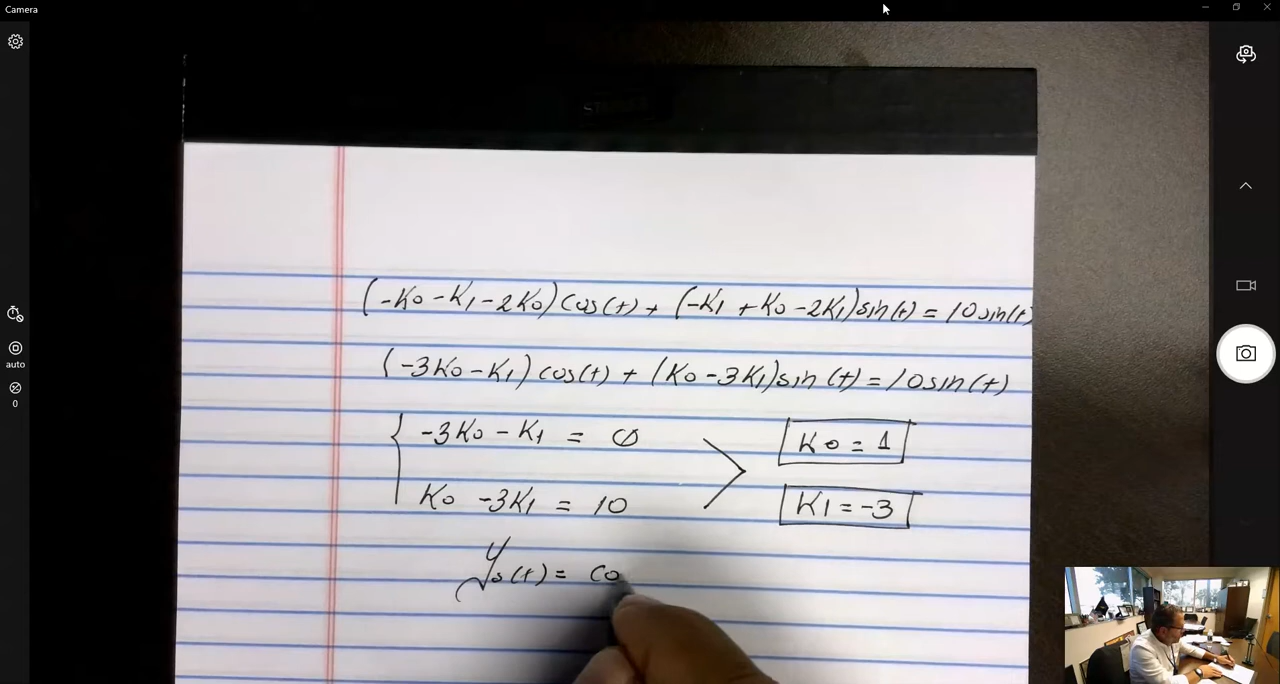 Camera
(-K0 - K1 - 2K0) cos(t) + (-K1 + K0 - 2K1) sin(t) = 10 sin(t)
(-3K0 - K1) cos(t) + (K0 - 3K1) sin(t) = 10 sin(t)
-3K0 - K1 = 0
K0 = 1
K0 - 3K1 = 10
K1 = -3
ys(t) = co
auto
0